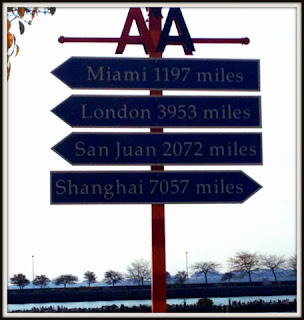 AA
Miami 1197 miles
London 3953 miles
San Juan 2072 miles
Shanghai 7057 miles